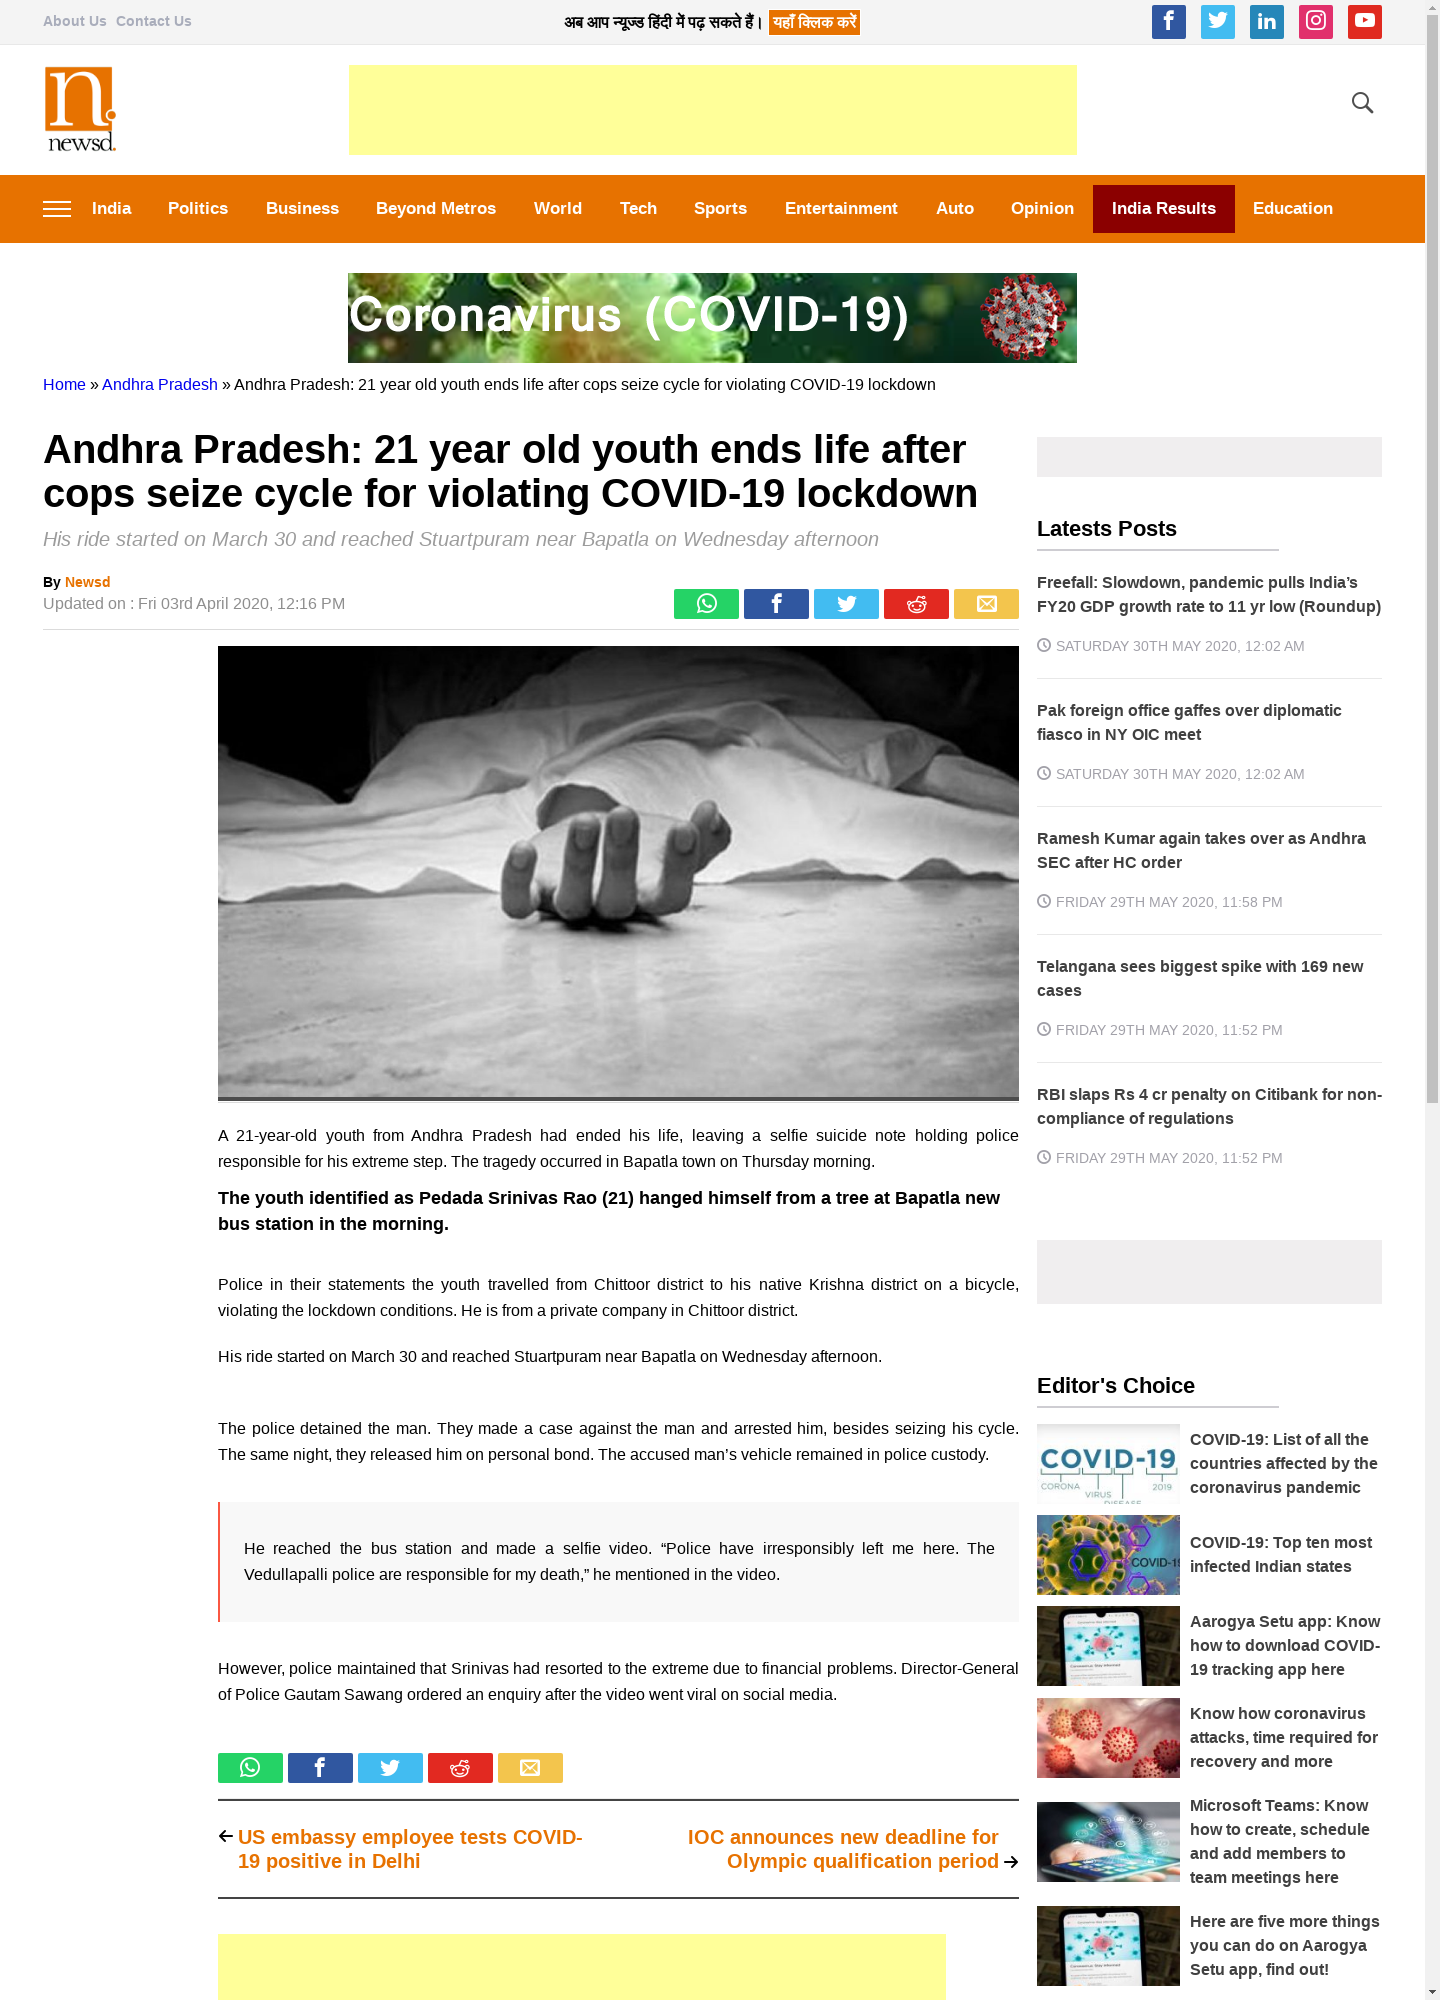 About Us Contact Us
अब आप न्यूज्ड हिंदी में पढ़ सकते हैं। यहाँ क्लिक करें
n.
newsd.
India Politics Business Beyond Metros World Tech Sports Entertainment Auto Opinion India Results Education
Coronavirus (COVID-19)
Home » Andhra Pradesh » Andhra Pradesh: 21 year old youth ends life after cops seize cycle for violating COVID-19 lockdown
Andhra Pradesh: 21 year old youth ends life after
cops seize cycle for violating COVID-19 lockdown
His ride started on March 30 and reached Stuartpuram near Bapatla on Wednesday afternoon
By Newsd
Updated on : Fri 03rd April 2020, 12:16 PM
A 21-year-old youth from Andhra Pradesh had ended his life, leaving a selfie suicide note holding police
responsible for his extreme step. The tragedy occurred in Bapatla town on Thursday morning.
The youth identified as Pedada Srinivas Rao (21) hanged himself from a tree at Bapatla new
bus station in the morning.
Police in their statements the youth travelled from Chittoor district to his native Krishna district on a bicycle,
violating the lockdown conditions. He is from a private company in Chittoor district.
His ride started on March 30 and reached Stuartpuram near Bapatla on Wednesday afternoon.
The police detained the man. They made a case against the man and arrested him, besides seizing his cycle.
The same night, they released him on personal bond. The accused man’s vehicle remained in police custody.
He reached the bus station and made a selfie video. “Police have irresponsibly left me here. The
Vedullapalli police are responsible for my death,” he mentioned in the video.
However, police maintained that Srinivas had resorted to the extreme due to financial problems. Director-General
of Police Gautam Sawang ordered an enquiry after the video went viral on social media.
US embassy employee tests COVID-
19 positive in Delhi
IOC announces new deadline for
Olympic qualification period
Latests Posts
Freefall: Slowdown, pandemic pulls India’s
FY20 GDP growth rate to 11 yr low (Roundup)
SATURDAY 30TH MAY 2020, 12:02 AM
Pak foreign office gaffes over diplomatic
fiasco in NY OIC meet
SATURDAY 30TH MAY 2020, 12:02 AM
Ramesh Kumar again takes over as Andhra
SEC after HC order
FRIDAY 29TH MAY 2020, 11:58 PM
Telangana sees biggest spike with 169 new
cases
FRIDAY 29TH MAY 2020, 11:52 PM
RBI slaps Rs 4 cr penalty on Citibank for non-
compliance of regulations
FRIDAY 29TH MAY 2020, 11:52 PM
Editor's Choice
COVID-19
CORONA 2019
VIRUS
DISEASE
COVID-19: List of all the
countries affected by the
coronavirus pandemic
COVID-19
COVID-19: Top ten most
infected Indian states
Aarogya Setu app: Know
how to download COVID-
19 tracking app here
Know how coronavirus
attacks, time required for
recovery and more
Microsoft Teams: Know
how to create, schedule
and add members to
team meetings here
Here are five more things
you can do on Aarogya
Setu app, find out!